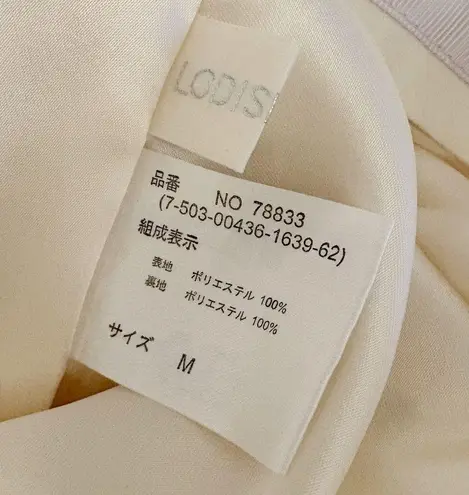 LODIS
品番 NO 78833
(7-503-00436-1639-62)
組成表示
表地 ポリエステル 100%
裏地 ポリエステル 100%
サイズ M